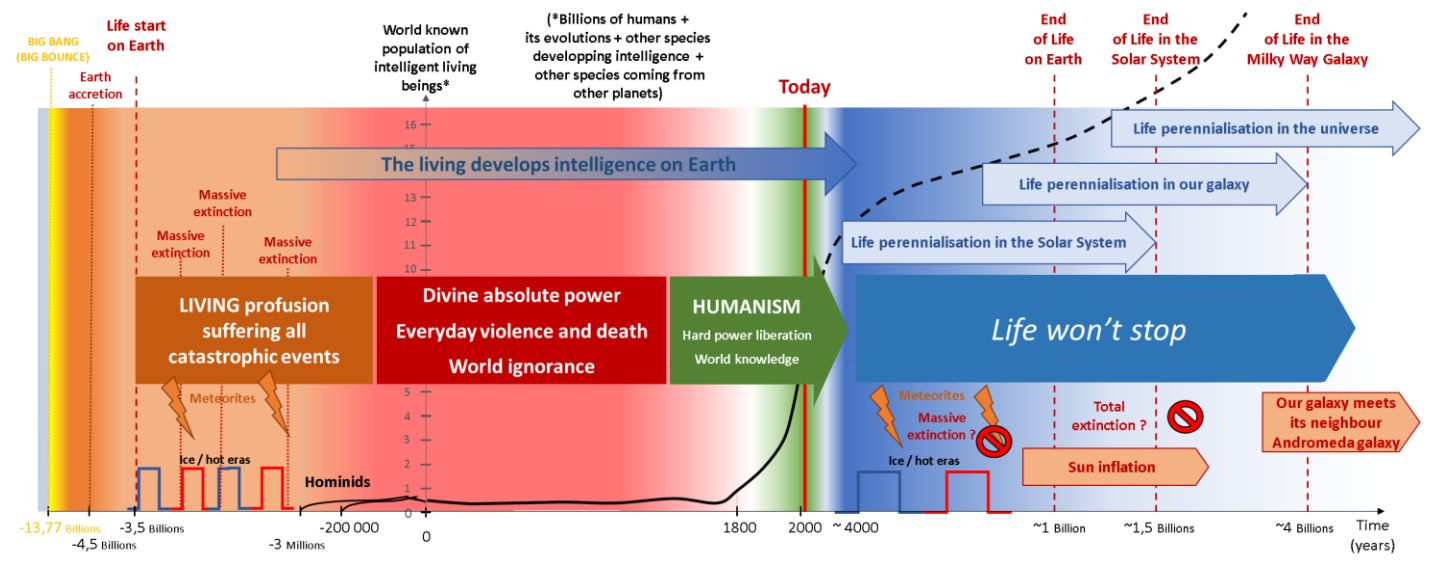 BIG BANG
(BIG BOUNCE)
Earth
accretion
Life start
on Earth
World known
population of
intelligent living
beings*
(*Billions of humans +
its evolutions + other species
developping intelligence +
other species coming from
other planets)
Today
End
of Life
on Earth
End
of Life in the
Solar System
End
of Life in the
Milky Way Galaxy
16
13
12
11
10
5
4
3
2
1
0
The living develops intelligence on Earth
Life perennialisation in the universe
Life perennialisation in our galaxy
Life perennialisation in the Solar System
Massive
extinction
Massive
extinction
Massive
extinction
LIVING profusion
suffering all
catastrophic events
Divine absolute power
Everyday violence and death
World ignorance
HUMANISM
Hard power liberation
World knowledge
Life won't stop
Meteorites
Ice / hot eras
Hominids
Meteorites
Massive
extinction ?
Ice / hot eras
Total
extinction ?
Sun inflation
Our galaxy meets
its neighbour
Andromeda galaxy
-13,77 Billions
-4,5 Billions
-3,5 Billions
-3 Millions
-200 000
0
1800
2000
~ 4000
~1 Billion
~1,5 Billions
~4 Billions
Time
(years)